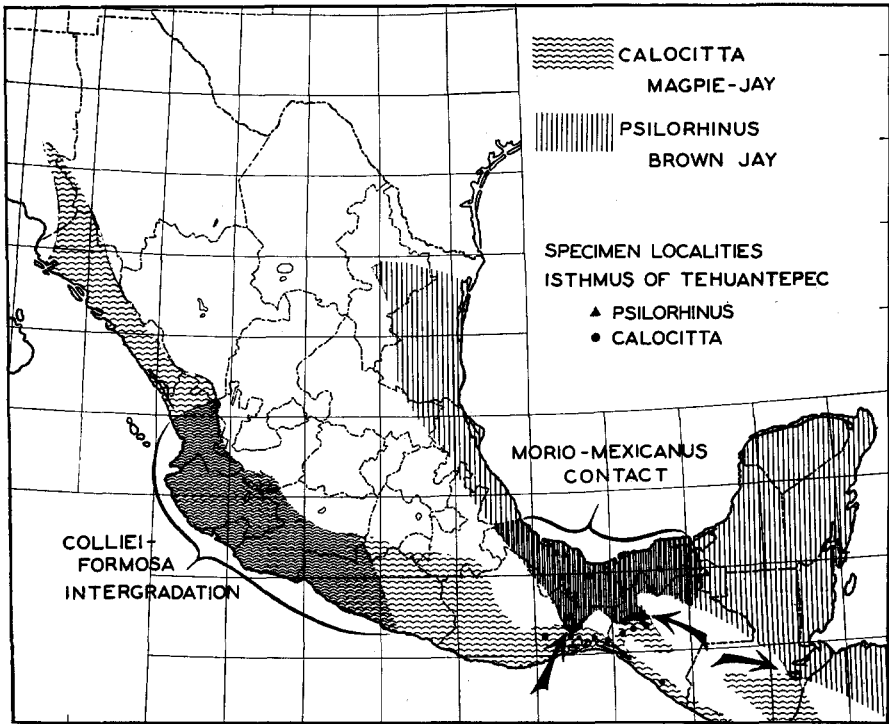 CALOCITTA
MAGPIE-JAY
PSILORHINUS
BROWN JAY
SPECIMEN LOCALITIES
ISTHMUS OF TEHUANTEPEC
▲ PSILORHINUS
● CALOCITTA
MORIO-MEXICANUS
CONTACT
COLLIEI-
FORMOSA
INTERGRADATION